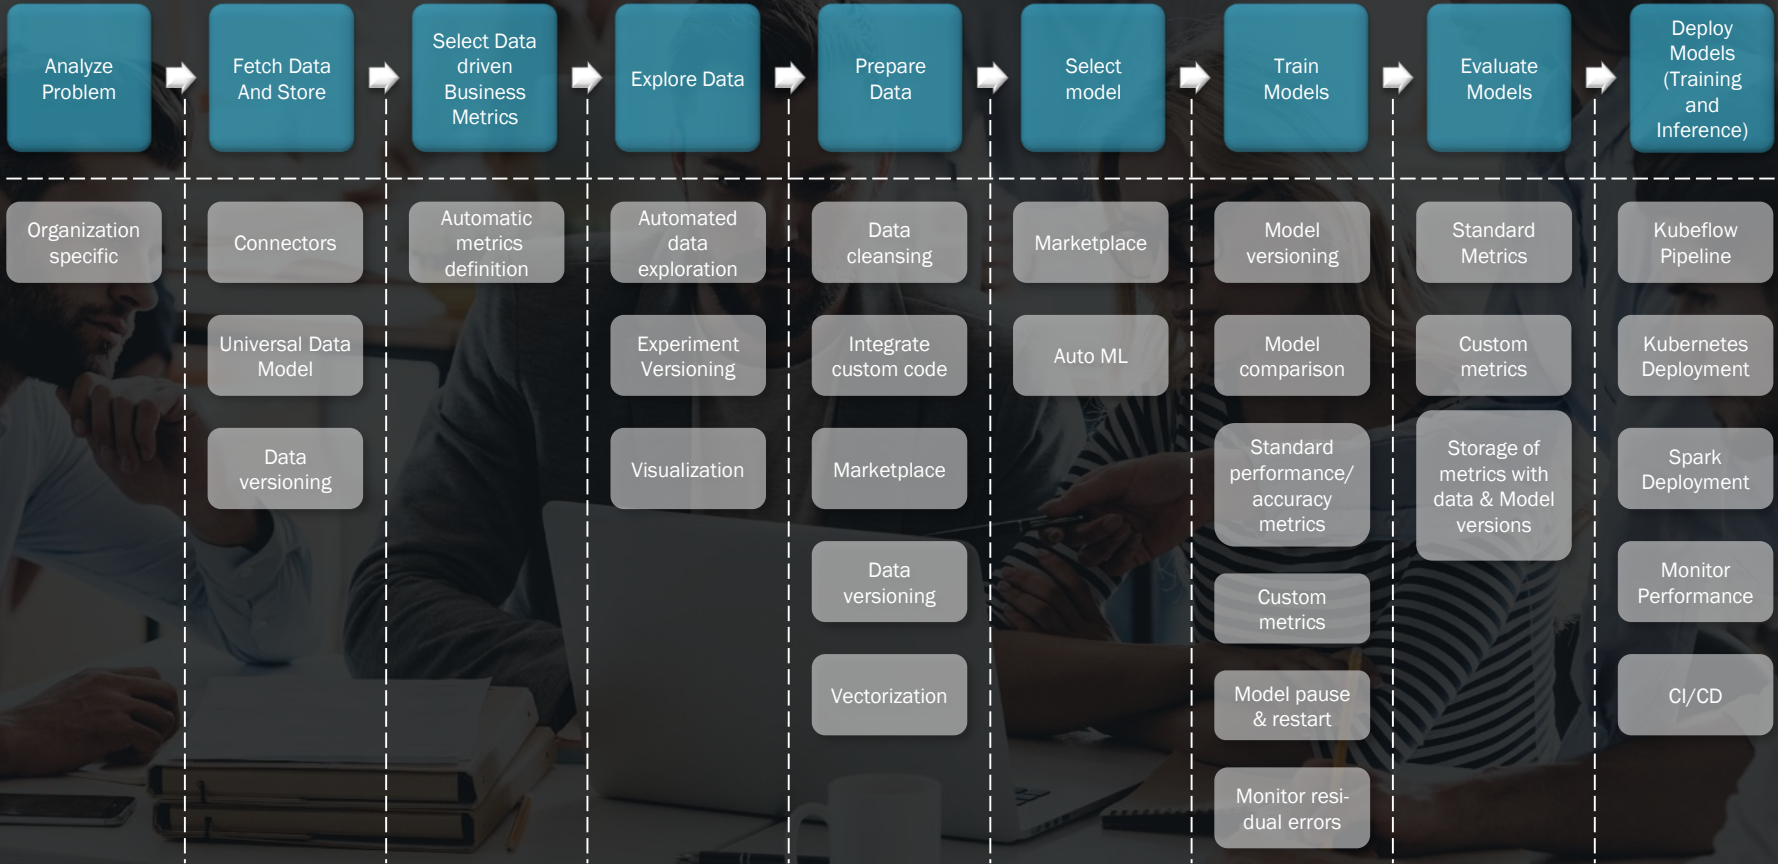 Analyze
Problem
Fetch Data
And Store
Select Data
driven
Business
Metrics
Explore Data
Prepare
Data
Select
model
Train
Models
Evaluate
Models
Deploy
Models
(Training
and
Inference)
Organization
specific
Connectors
Universal Data
Model
Data
versioning
Automatic
metrics
definition
Automated
data
exploration
Experiment
Versioning
Visualization
Data
cleansing
Integrate
custom code
Marketplace
Data
versioning
Vectorization
Marketplace
Auto ML
Model
versioning
Model
comparison
Standard
performance/
accuracy
metrics
Custom
metrics
Model pause
& restart
Monitor resi-
dual errors
Standard
Metrics
Custom
metrics
Storage of
metrics with
data & Model
versions
Kubeflow
Pipeline
Kubernetes
Deployment
Spark
Deployment
Monitor
Performance
CI/CD